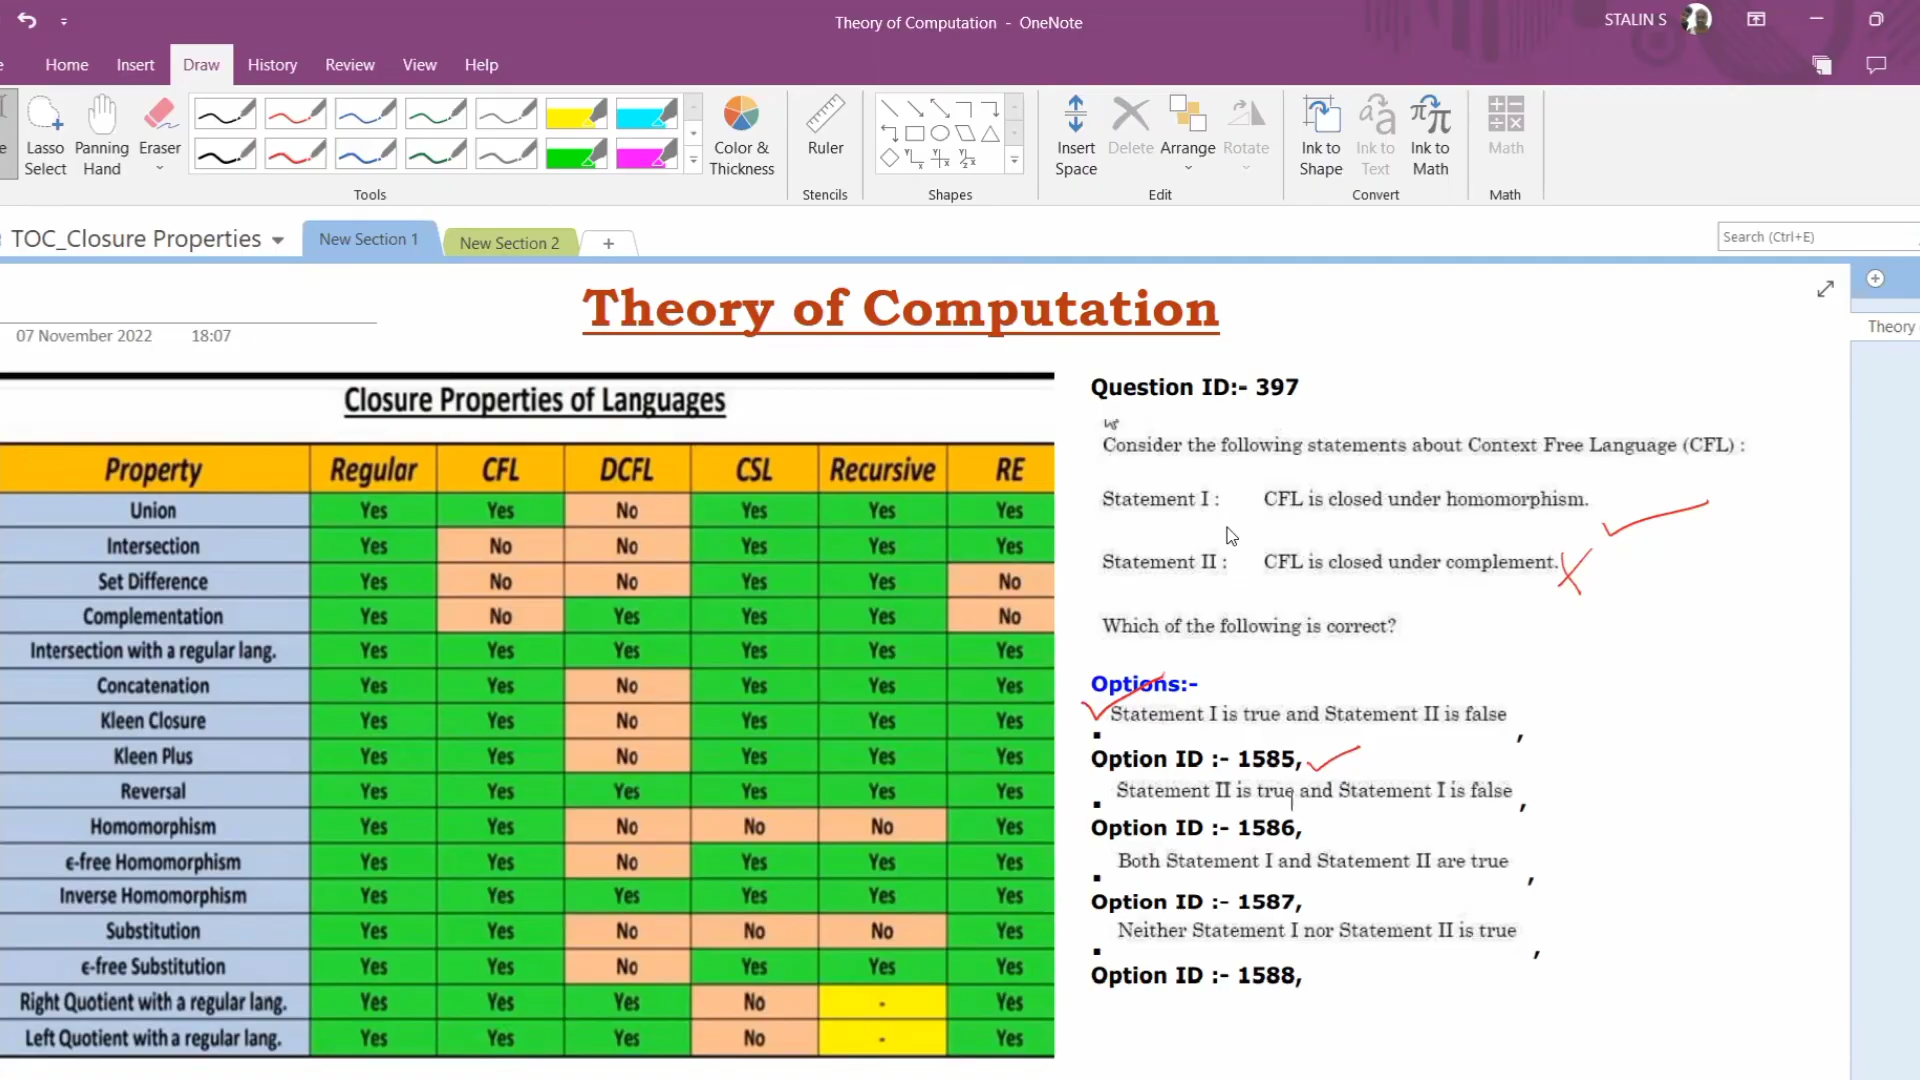 Theory of Computation - OneNote
STALIN S
Home Insert Draw History Review View Help
Lasso Select
Panning Hand
Eraser
Color & Thickness
Ruler
Insert Space
Delete
Arrange
Rotate
Ink to Shape
Ink to Text
Ink to Math
Math
Tools
Stencils
Shapes
Edit
Convert
Math
TOC_Closure Properties
New Section 1
New Section 2
Search (Ctrl+E)
Theory of Computation
07 November 2022 18:07
Theory
Closure Properties of Languages
Property Regular CFL DCFL CSL Recursive RE
Union Yes Yes No Yes Yes Yes
Intersection Yes No No Yes Yes Yes
Set Difference Yes No No Yes Yes No
Complementation Yes No Yes Yes Yes No
Intersection with a regular lang. Yes Yes Yes Yes Yes Yes
Concatenation Yes Yes No Yes Yes Yes
Kleen Closure Yes Yes No Yes Yes Yes
Kleen Plus Yes Yes No Yes Yes Yes
Reversal Yes Yes Yes Yes Yes Yes
Homomorphism Yes Yes No No No Yes
ϵ-free Homomorphism Yes Yes No Yes Yes Yes
Inverse Homomorphism Yes Yes Yes Yes Yes Yes
Substitution Yes Yes No No No Yes
ϵ-free Substitution Yes Yes No Yes Yes Yes
Right Quotient with a regular lang. Yes Yes Yes No - Yes
Left Quotient with a regular lang. Yes Yes Yes No - Yes
Question ID:- 397
Consider the following statements about Context Free Language (CFL) :
Statement I : CFL is closed under homomorphism.
Statement II : CFL is closed under complement.
Which of the following is correct?
Options:-
Statement I is true and Statement II is false ,
Option ID :- 1585,
Statement II is true and Statement I is false ,
Option ID :- 1586,
Both Statement I and Statement II are true ,
Option ID :- 1587,
Neither Statement I nor Statement II is true ,
Option ID :- 1588,